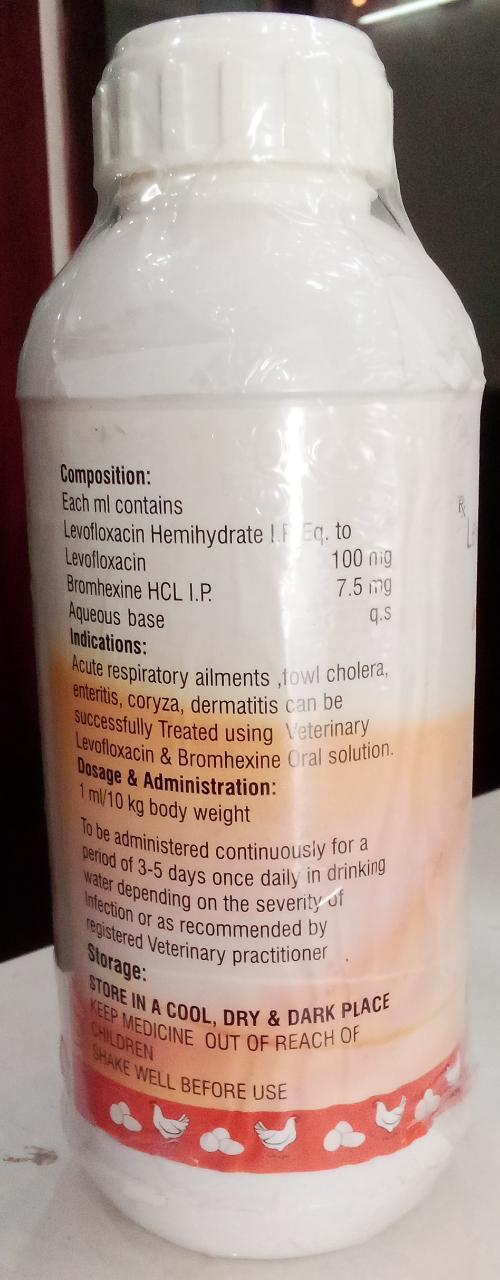 Composition:
Each ml contains
Levofloxacin Hemihydrate I.P. Eq. to
Levofloxacin 100 mg
Bromhexine HCL I.P. 7.5 mg
Aqueous base q.s
Indications:
Acute respiratory ailments ,fowl cholera,
enteritis, coryza, dermatitis can be
successfully Treated using Veterinary
Levofloxacin & Bromhexine Oral solution.
Dosage & Administration:
1 ml/10 kg body weight
To be administered continuously for a
period of 3-5 days once daily in drinking
water depending on the severity of
Infection or as recommended by
registered Veterinary practitioner .
Storage:
STORE IN A COOL, DRY & DARK PLACE
KEEP MEDICINE OUT OF REACH OF
CHILDREN
SHAKE WELL BEFORE USE
Rx